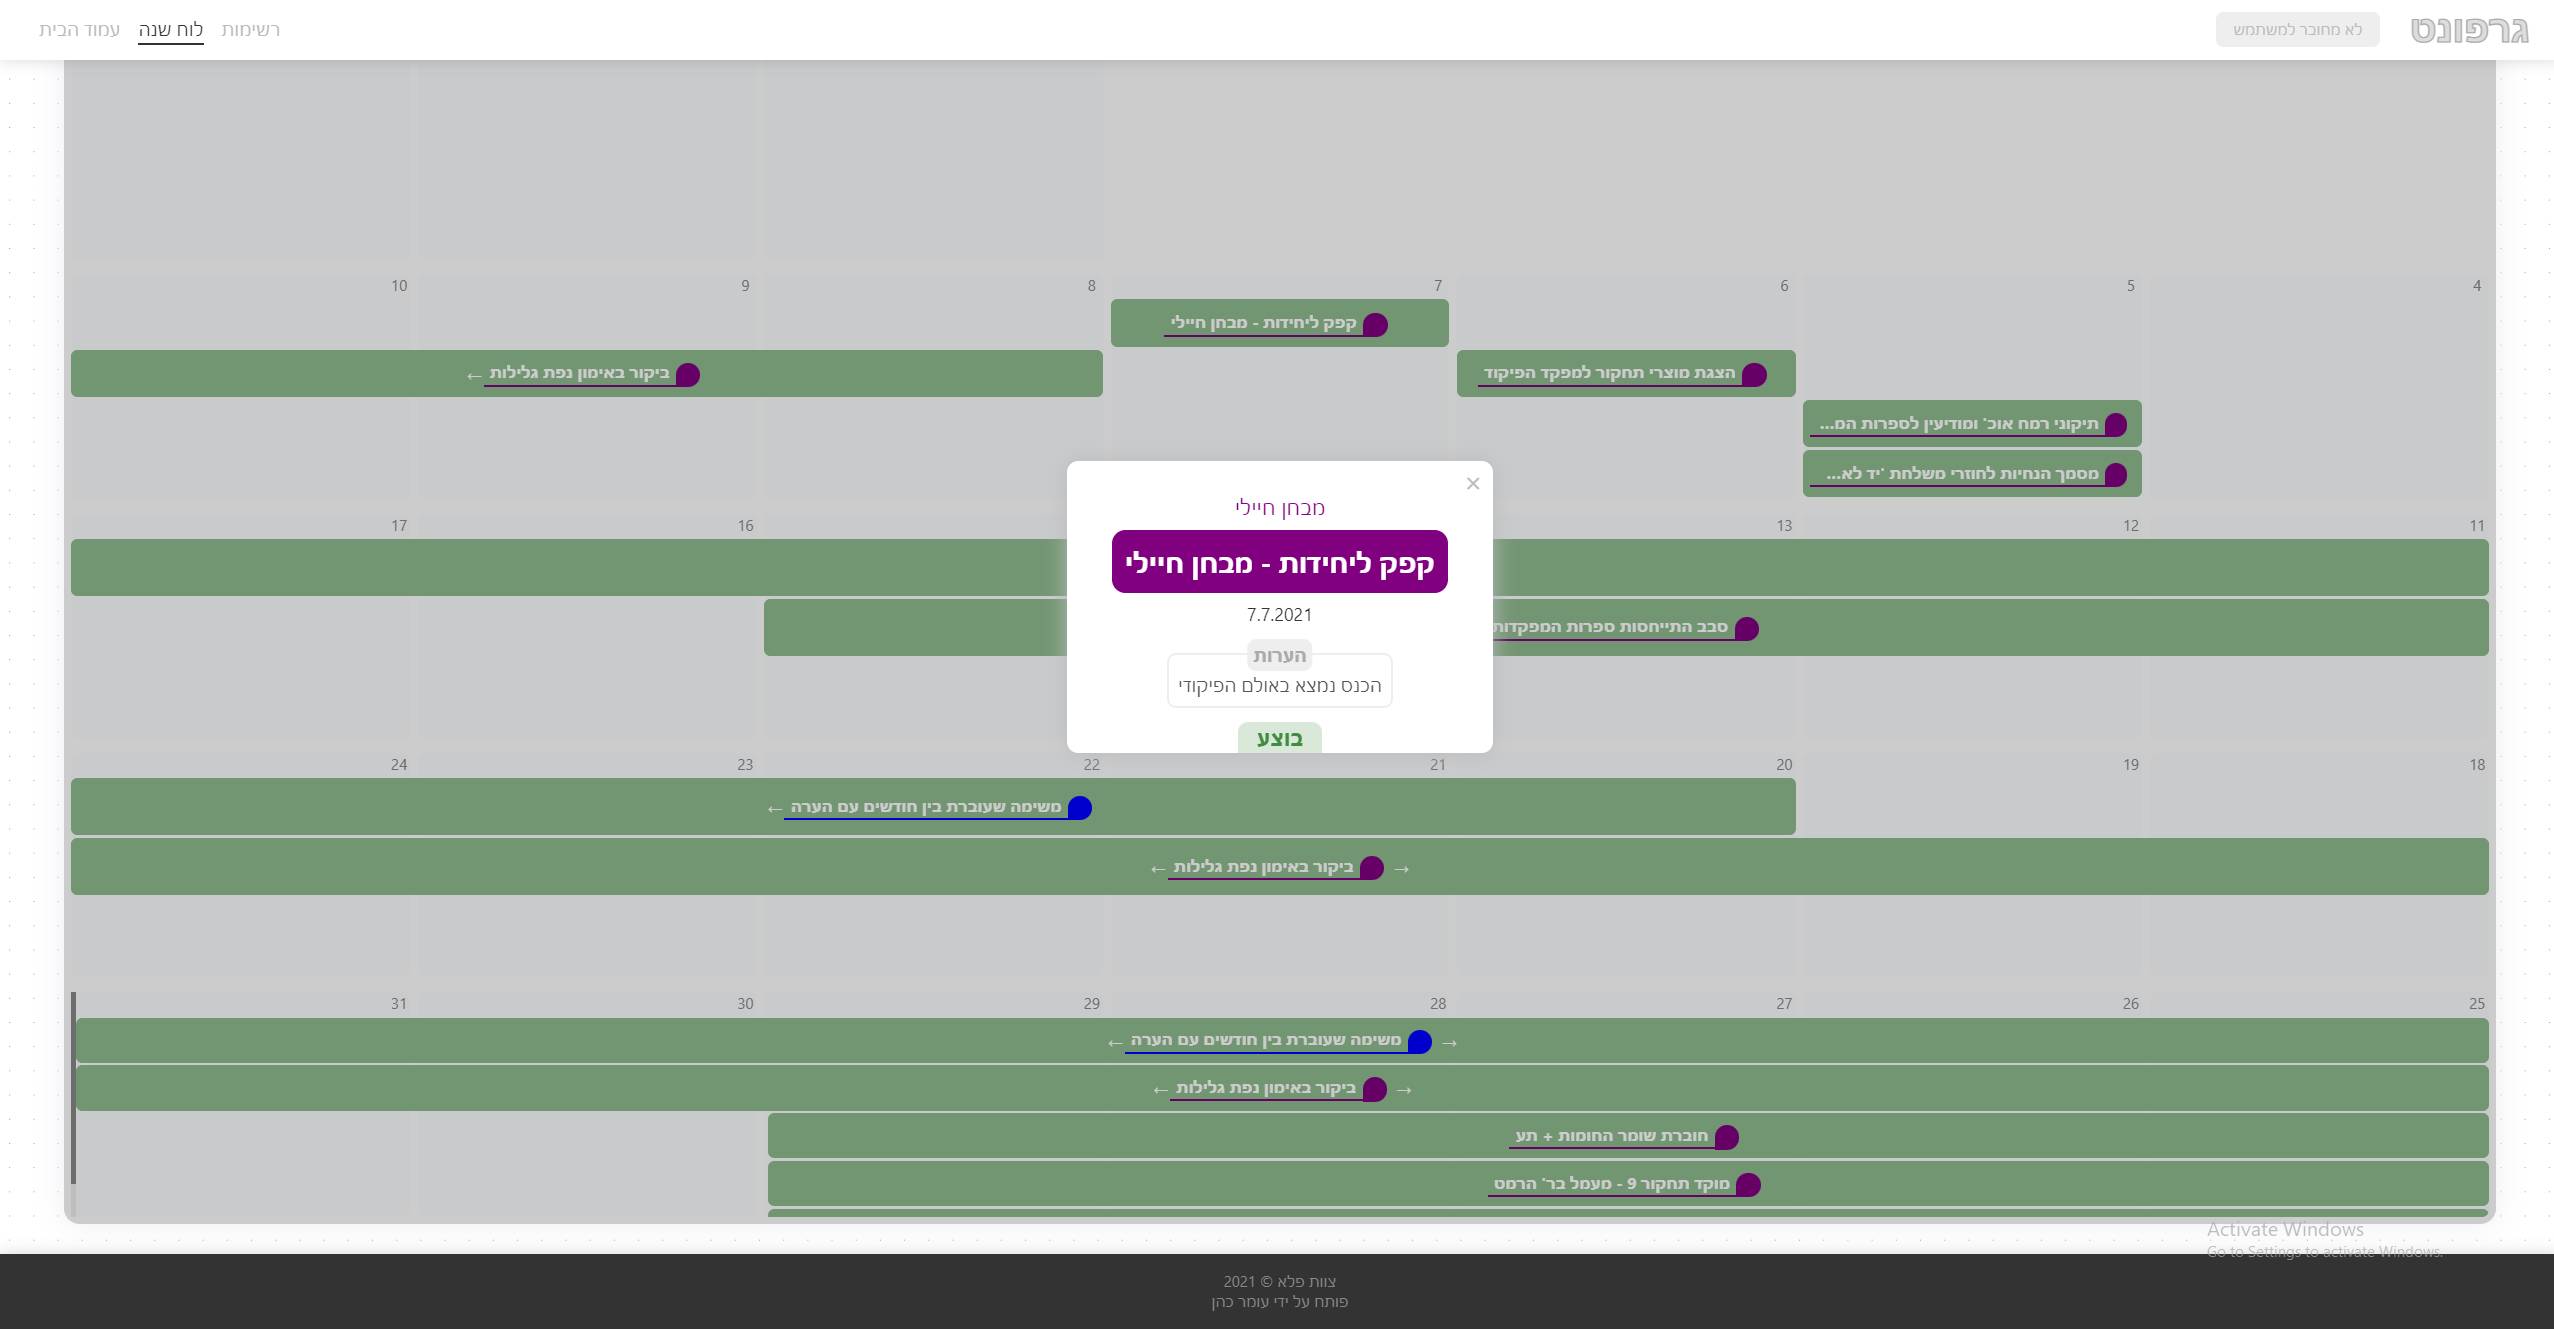 גרפונט
לא מחובר למשתמש
רשימות
לוח שנה
עמוד הבית
4
5
6
7
8
9
10
קפק ליחידות - מבחן חיילי
הצגת מוצרי תחקור למפקד הפיקוד
ביקור באימון נפת גלילות ←
תיקוני רמח אוכ' ומודיעין לספרות המ...
מסמך הנחיות לחוזרי משלחת 'יד לא...
×
מבחן חיילי
קפק ליחידות - מבחן חיילי
7.7.2021
הערות
הכנס נמצא באולם הפיקודי
בוצע
11
12
13
16
17
סבב התייחסות ספרות המפקדות
18
19
20
21
22
23
24
משימה שעוברת בין חודשים עם הערה ←
→ ביקור באימון נפת גלילות ←
25
26
27
28
29
30
31
→ משימה שעוברת בין חודשים עם הערה ←
→ ביקור באימון נפת גלילות ←
חוברת שומר החומות + תע
מוקד תחקור 9 - מעמל בר' הרמס
Activate Windows
Go to Settings to activate Windows.
צוות פלא © 2021
פותח על ידי עומר כהן